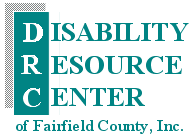 DISABILITY
RESOURCE
CENTER
of Fairfield County, Inc.